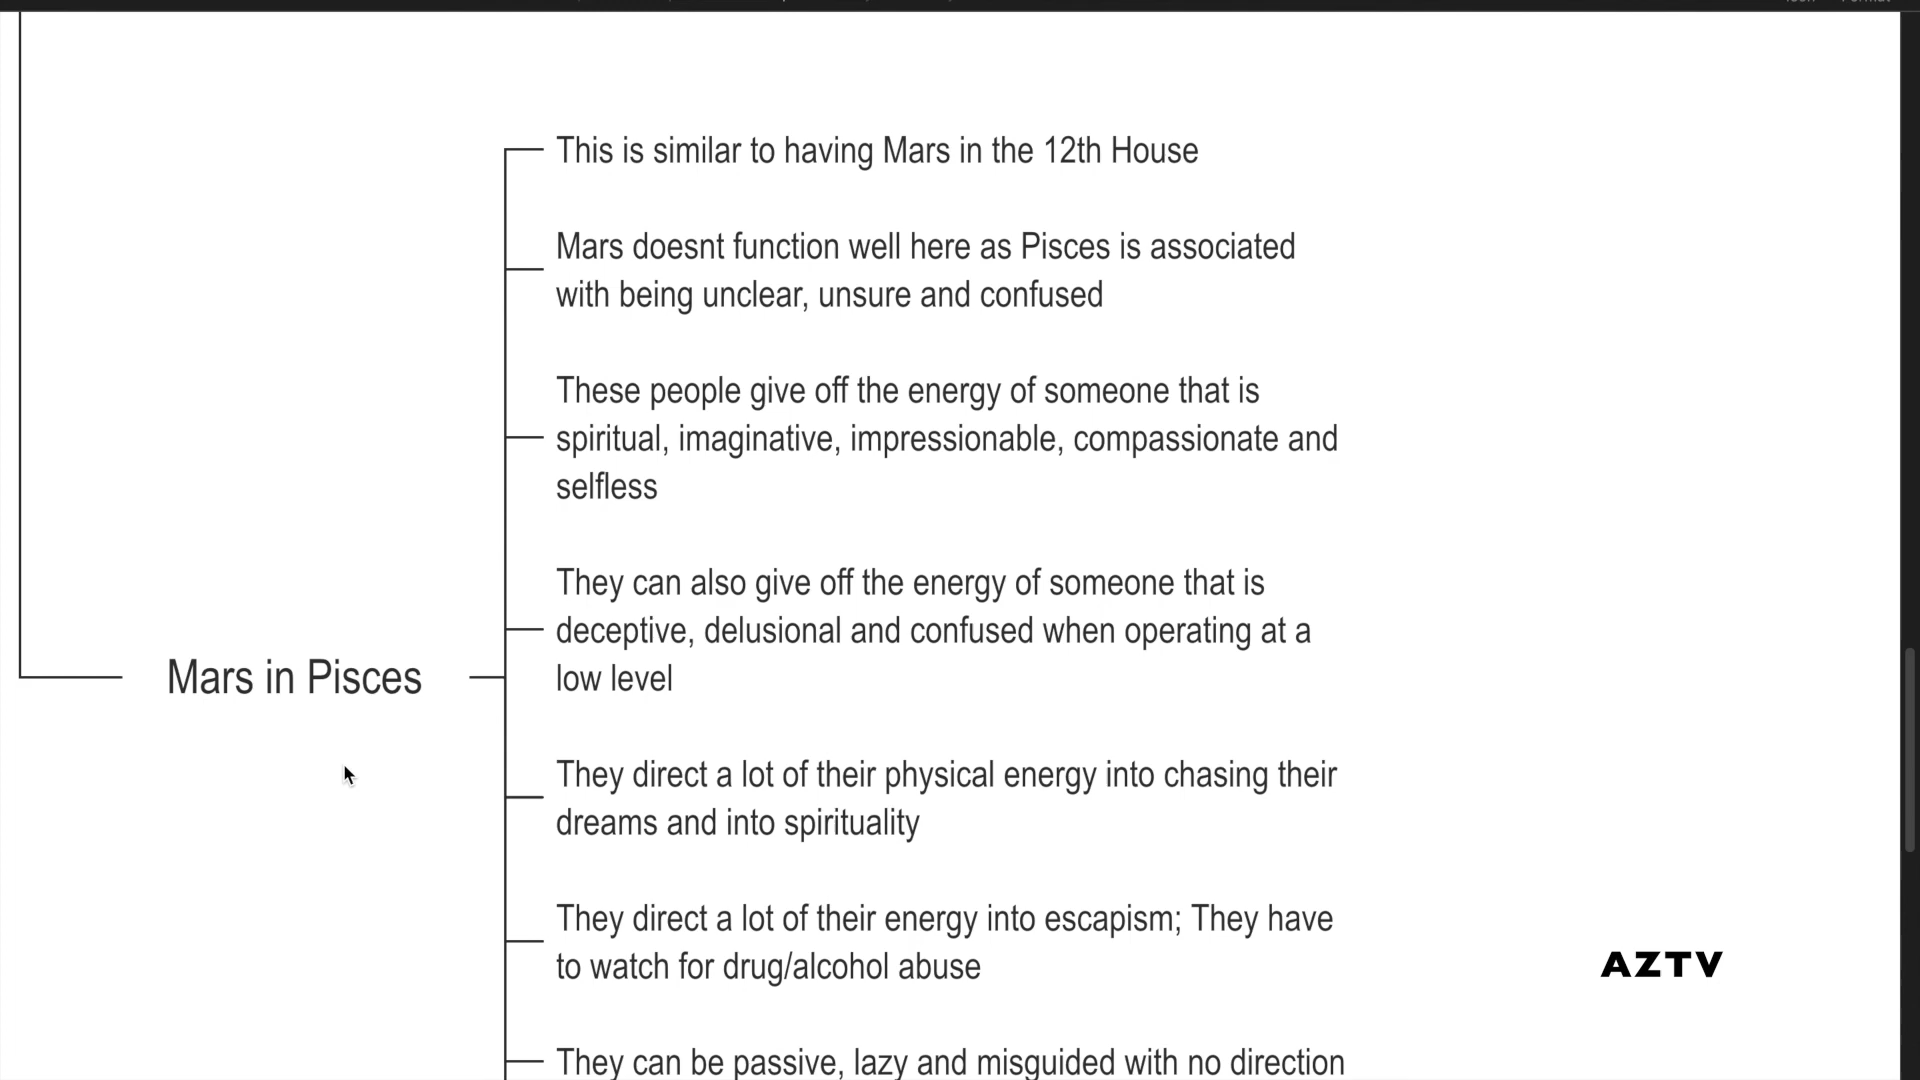 This is similar to having Mars in the 12th House
Mars doesnt function well here as Pisces is associated
with being unclear, unsure and confused
These people give off the energy of someone that is
spiritual, imaginative, impressionable, compassionate and
selfless
They can also give off the energy of someone that is
deceptive, delusional and confused when operating at a
low level
Mars in Pisces
They direct a lot of their physical energy into chasing their
dreams and into spirituality
They direct a lot of their energy into escapism; They have
to watch for drug/alcohol abuse
AZTV
They can be passive, lazy and misguided with no direction